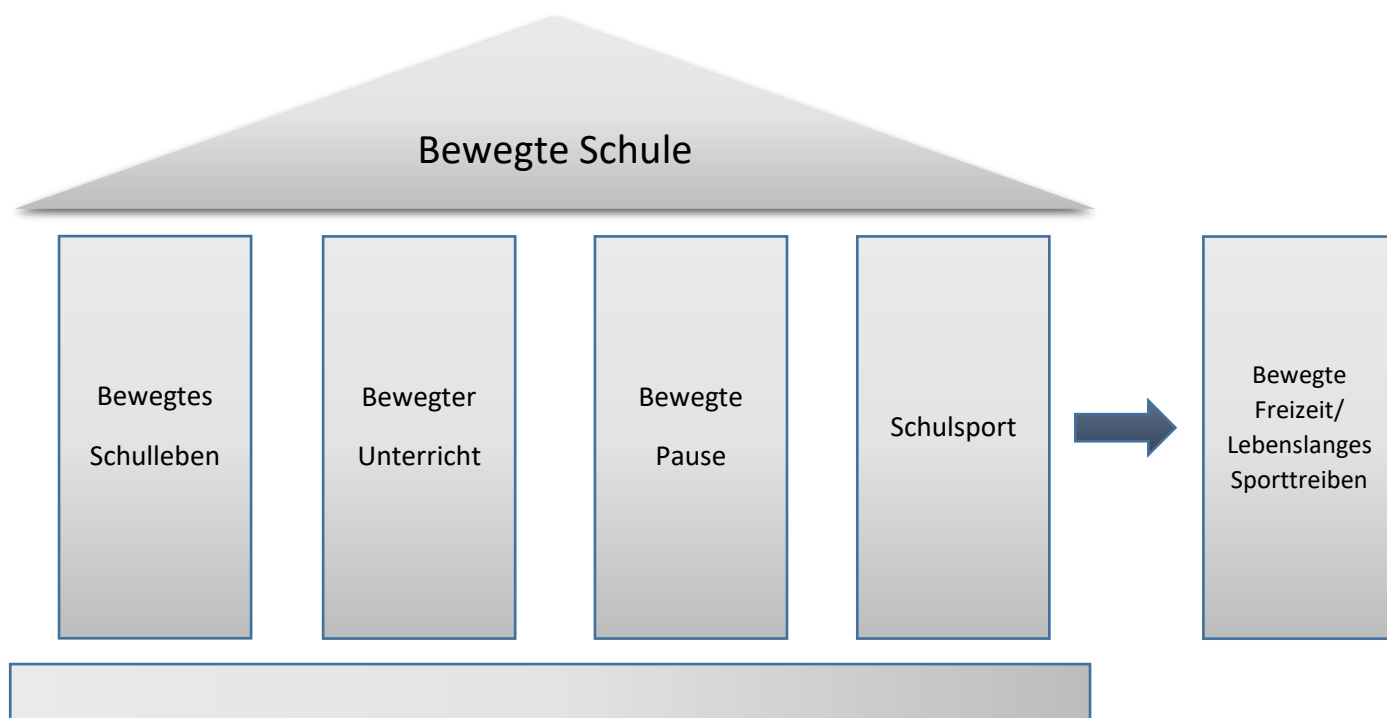 Bewegte Schule
Bewegtes
Schulleben
Bewegter
Unterricht
Bewegte
Pause
Schulsport
Bewegte
Freizeit/
Lebenslanges
Sporttreiben